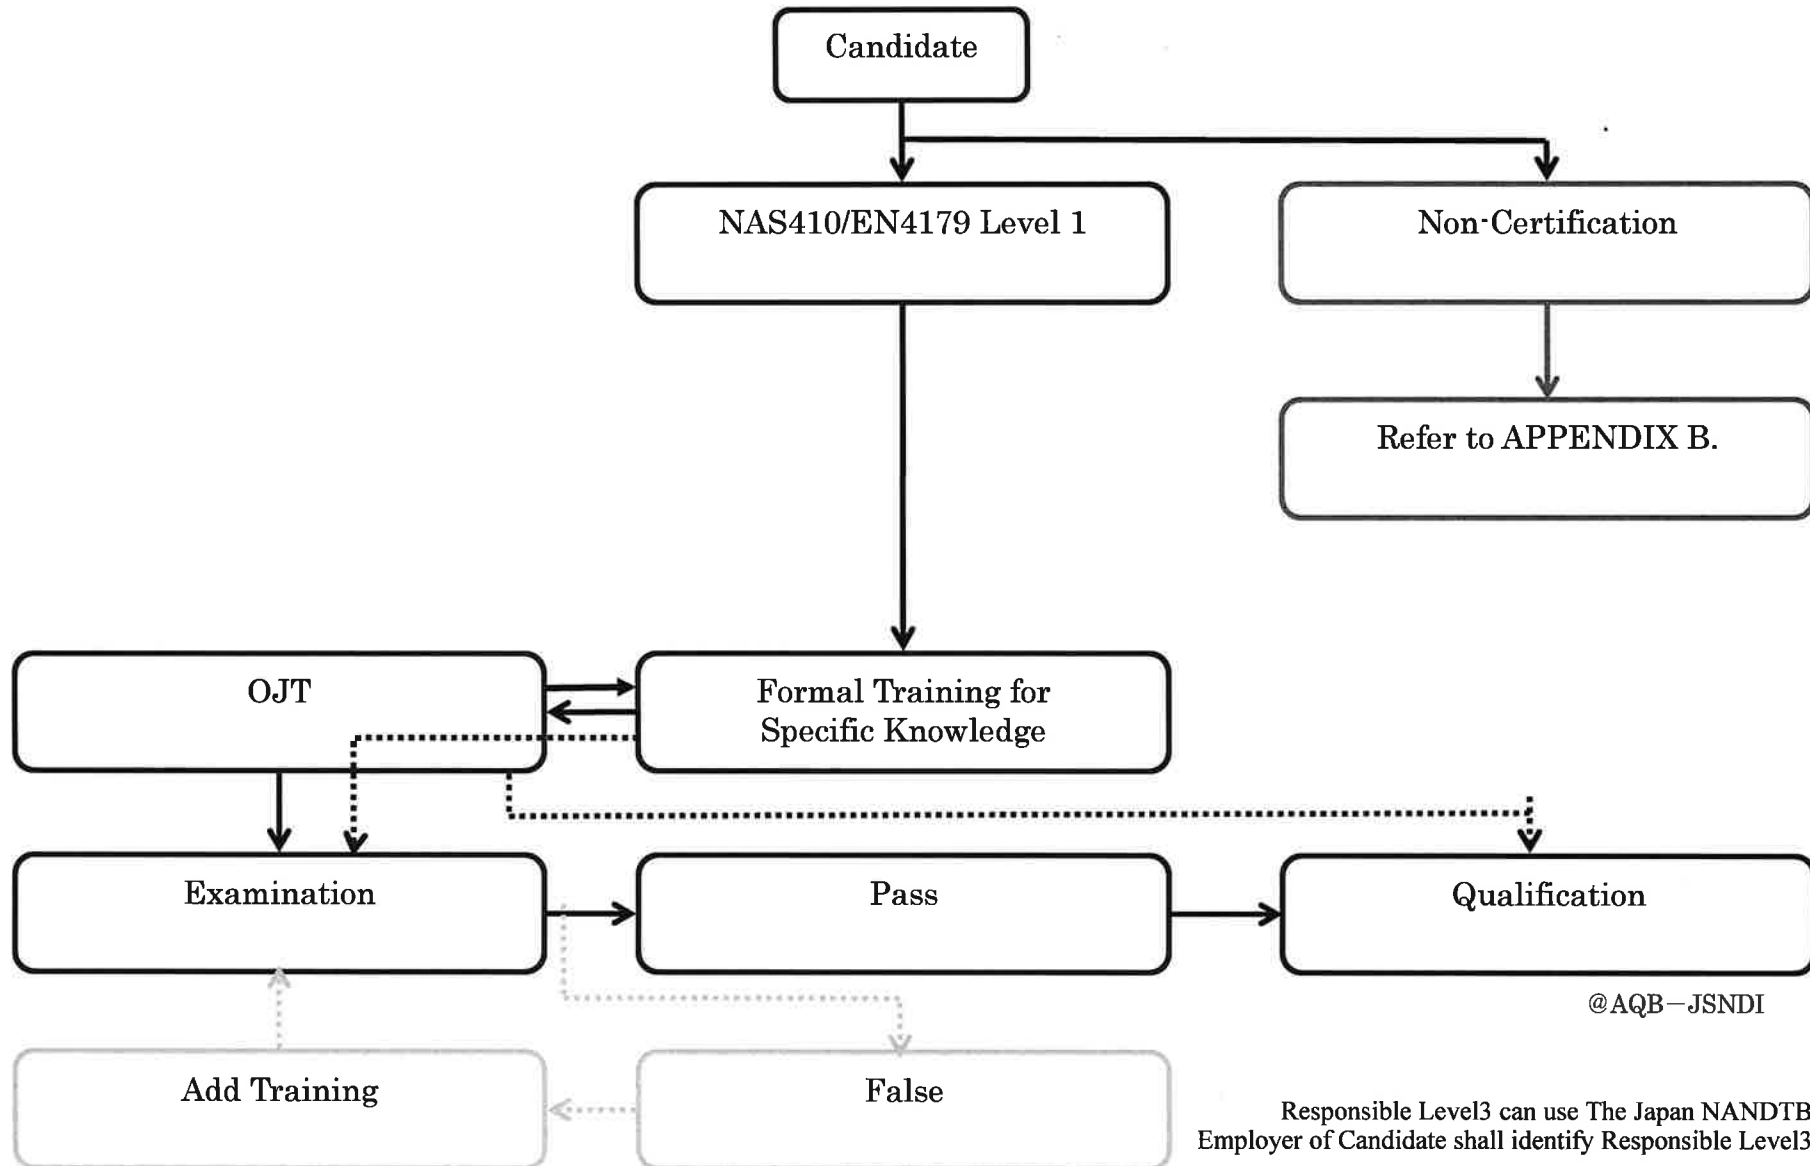 Candidate
NAS410/EN4179 Level 1
Non-Certification
Refer to APPENDIX B.
OJT
Formal Training for
Specific Knowledge
Examination
Pass
Qualification
@AQB－JSNDI
Add Training
False
Responsible Level3 can use The Japan NANDTB
Employer of Candidate shall identify Responsible Level3